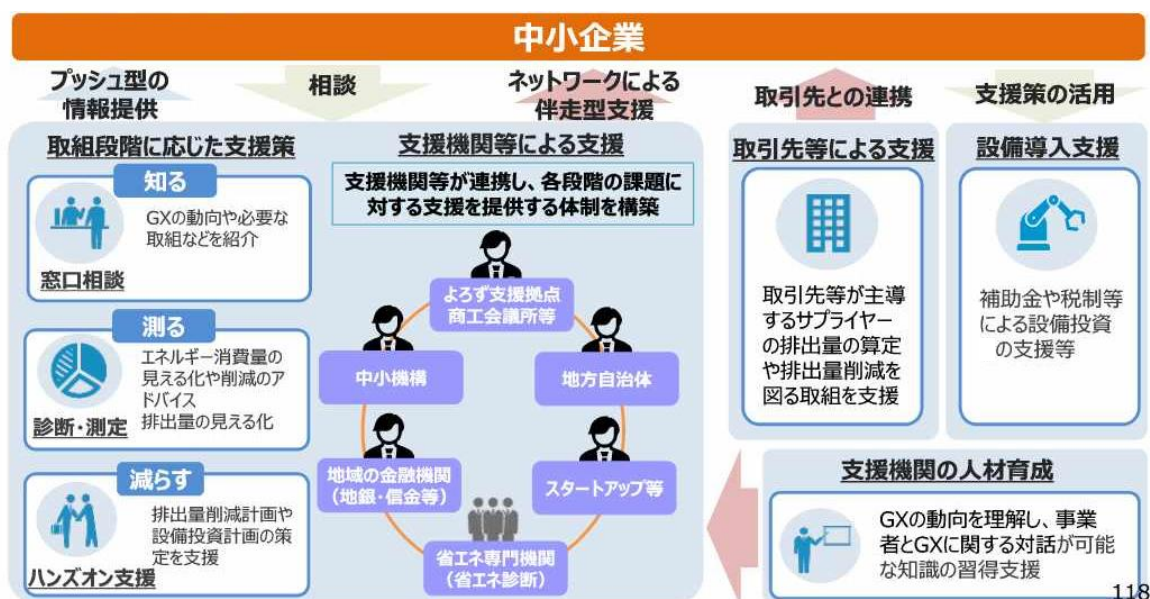 中小企業
プッシュ型の
情報提供
相談
ネットワークによる
伴走型支援
取引先との連携
支援策の活用
取組段階に応じた支援策
知る
GXの動向や必要な
取組などを紹介
窓口相談
測る
エネルギー消費量の
見える化や削減のア
ドバイス
排出量の見える化
診断・測定
減らす
排出量削減計画や
設備投資計画の策
定を支援
ハンズオン支援
支援機関等による支援
支援機関等が連携し、各段階の課題に
対する支援を提供する体制を構築
よろず支援拠点
商工会議所等
中小機構
地方自治体
地域の金融機関
（地銀・信金等）
スタートアップ等
省エネ専門機関
（省エネ診断）
取引先等による支援
取引先等が主導
するサプライヤー
の排出量の算定
や排出量削減を
図る取組を支援
設備導入支援
補助金や税制等
による設備投資
の支援等
支援機関の人材育成
GXの動向を理解し、事業
者とGXに関する対話が可能
な知識の習得支援
118